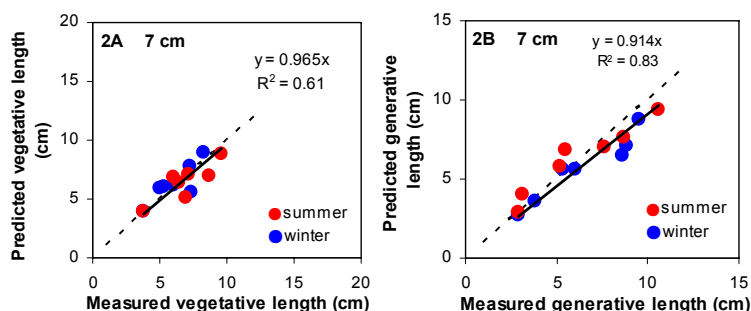 2A 7 cm
y = 0.965x
R² = 0.61
20
15
10
5
0
0 5 10 15 20
Predicted vegetative length
(cm)
summer
winter
Measured vegetative length (cm)
2B 7 cm
y = 0.914x
R² = 0.83
15
10
5
0
0 5 10 15
Predicted generative
length (cm)
summer
winter
Measured generative length (cm)